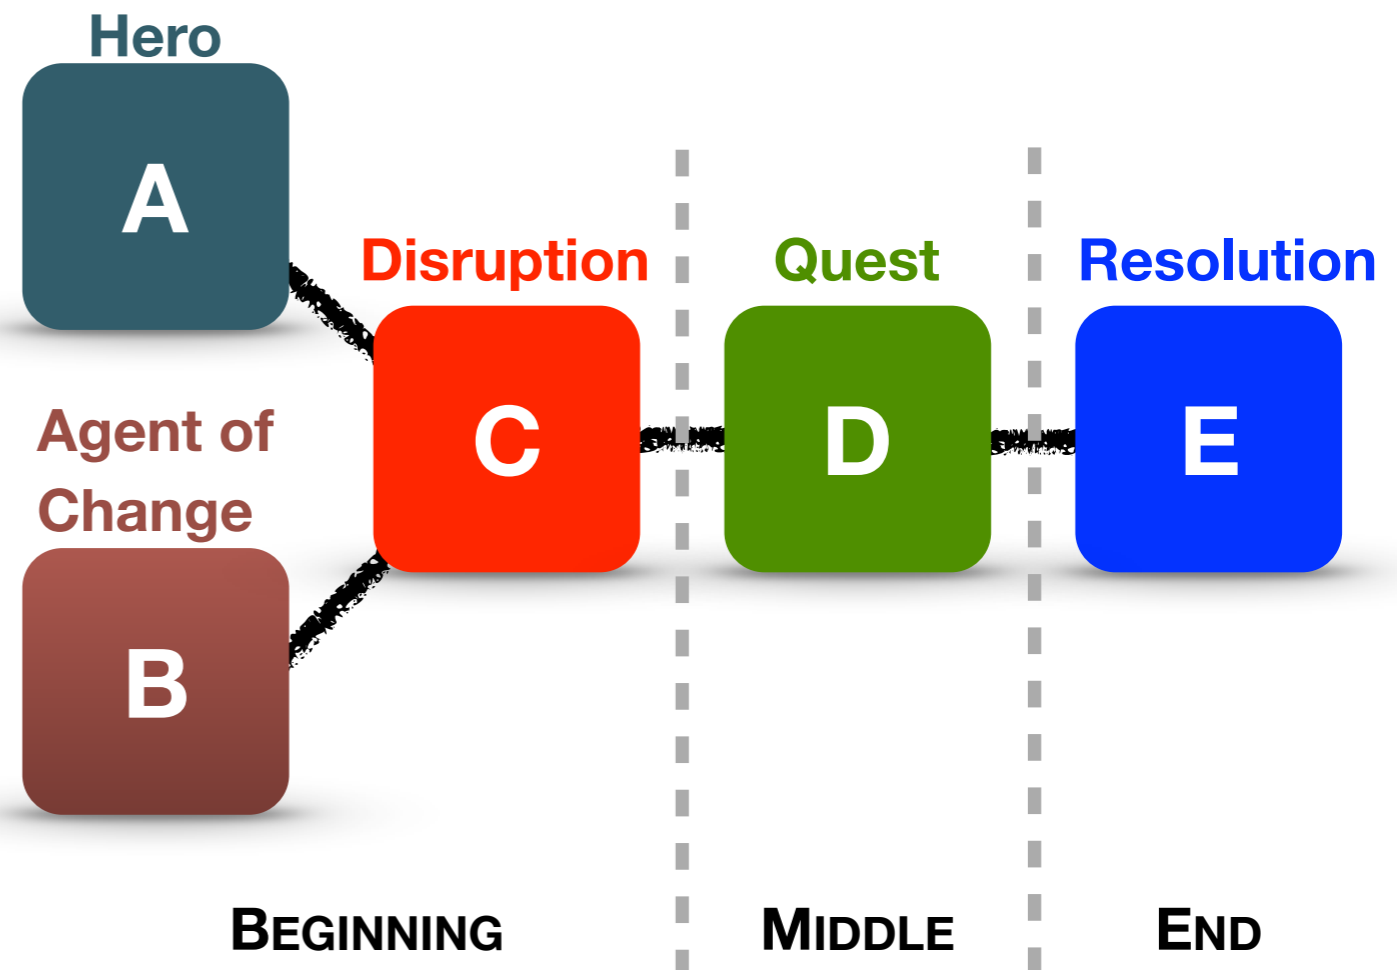 Hero
A
Agent of
Change
B
Disruption
C
Quest
D
Resolution
E
BEGINNING
MIDDLE
END